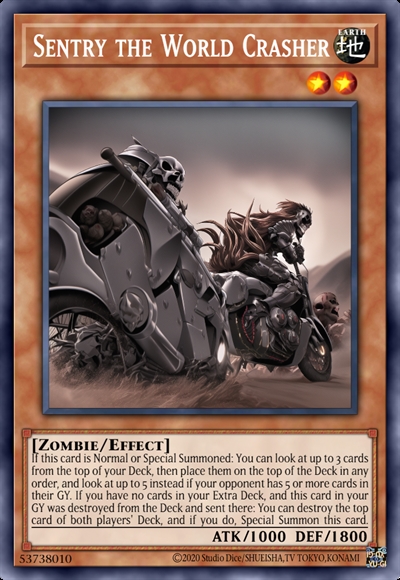 SENTRY THE WORLD CRASHER
EARTH
地
[ZOMBIE/EFFECT]
If this card is Normal or Special Summoned: You can look at up to 3 cards
from the top of your Deck, then place them on the top of the Deck in any
order, and look at up to 5 instead if your opponent has 5 or more cards in
their GY. If you have no cards in your Extra Deck, and this card in your
GY was destroyed from the Deck and sent there: You can destroy the top
card of both players' Deck, and if you do, Special Summon this card.
ATK/1000 DEF/1800
53738010
©2020 Studio Dice/SHUEISHA,TV TOKYO,KONAMI